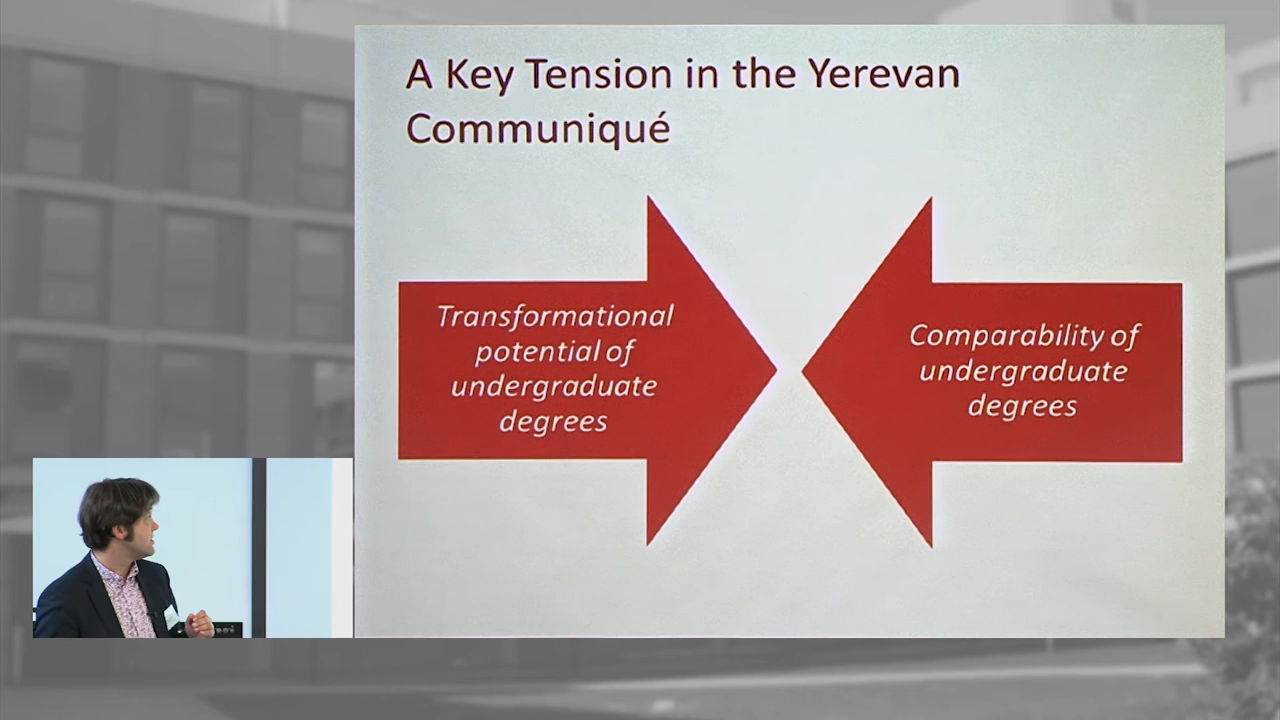 A Key Tension in the Yerevan
Communiqué
Transformational
potential of
undergraduate
degrees
Comparability of
undergraduate
degrees